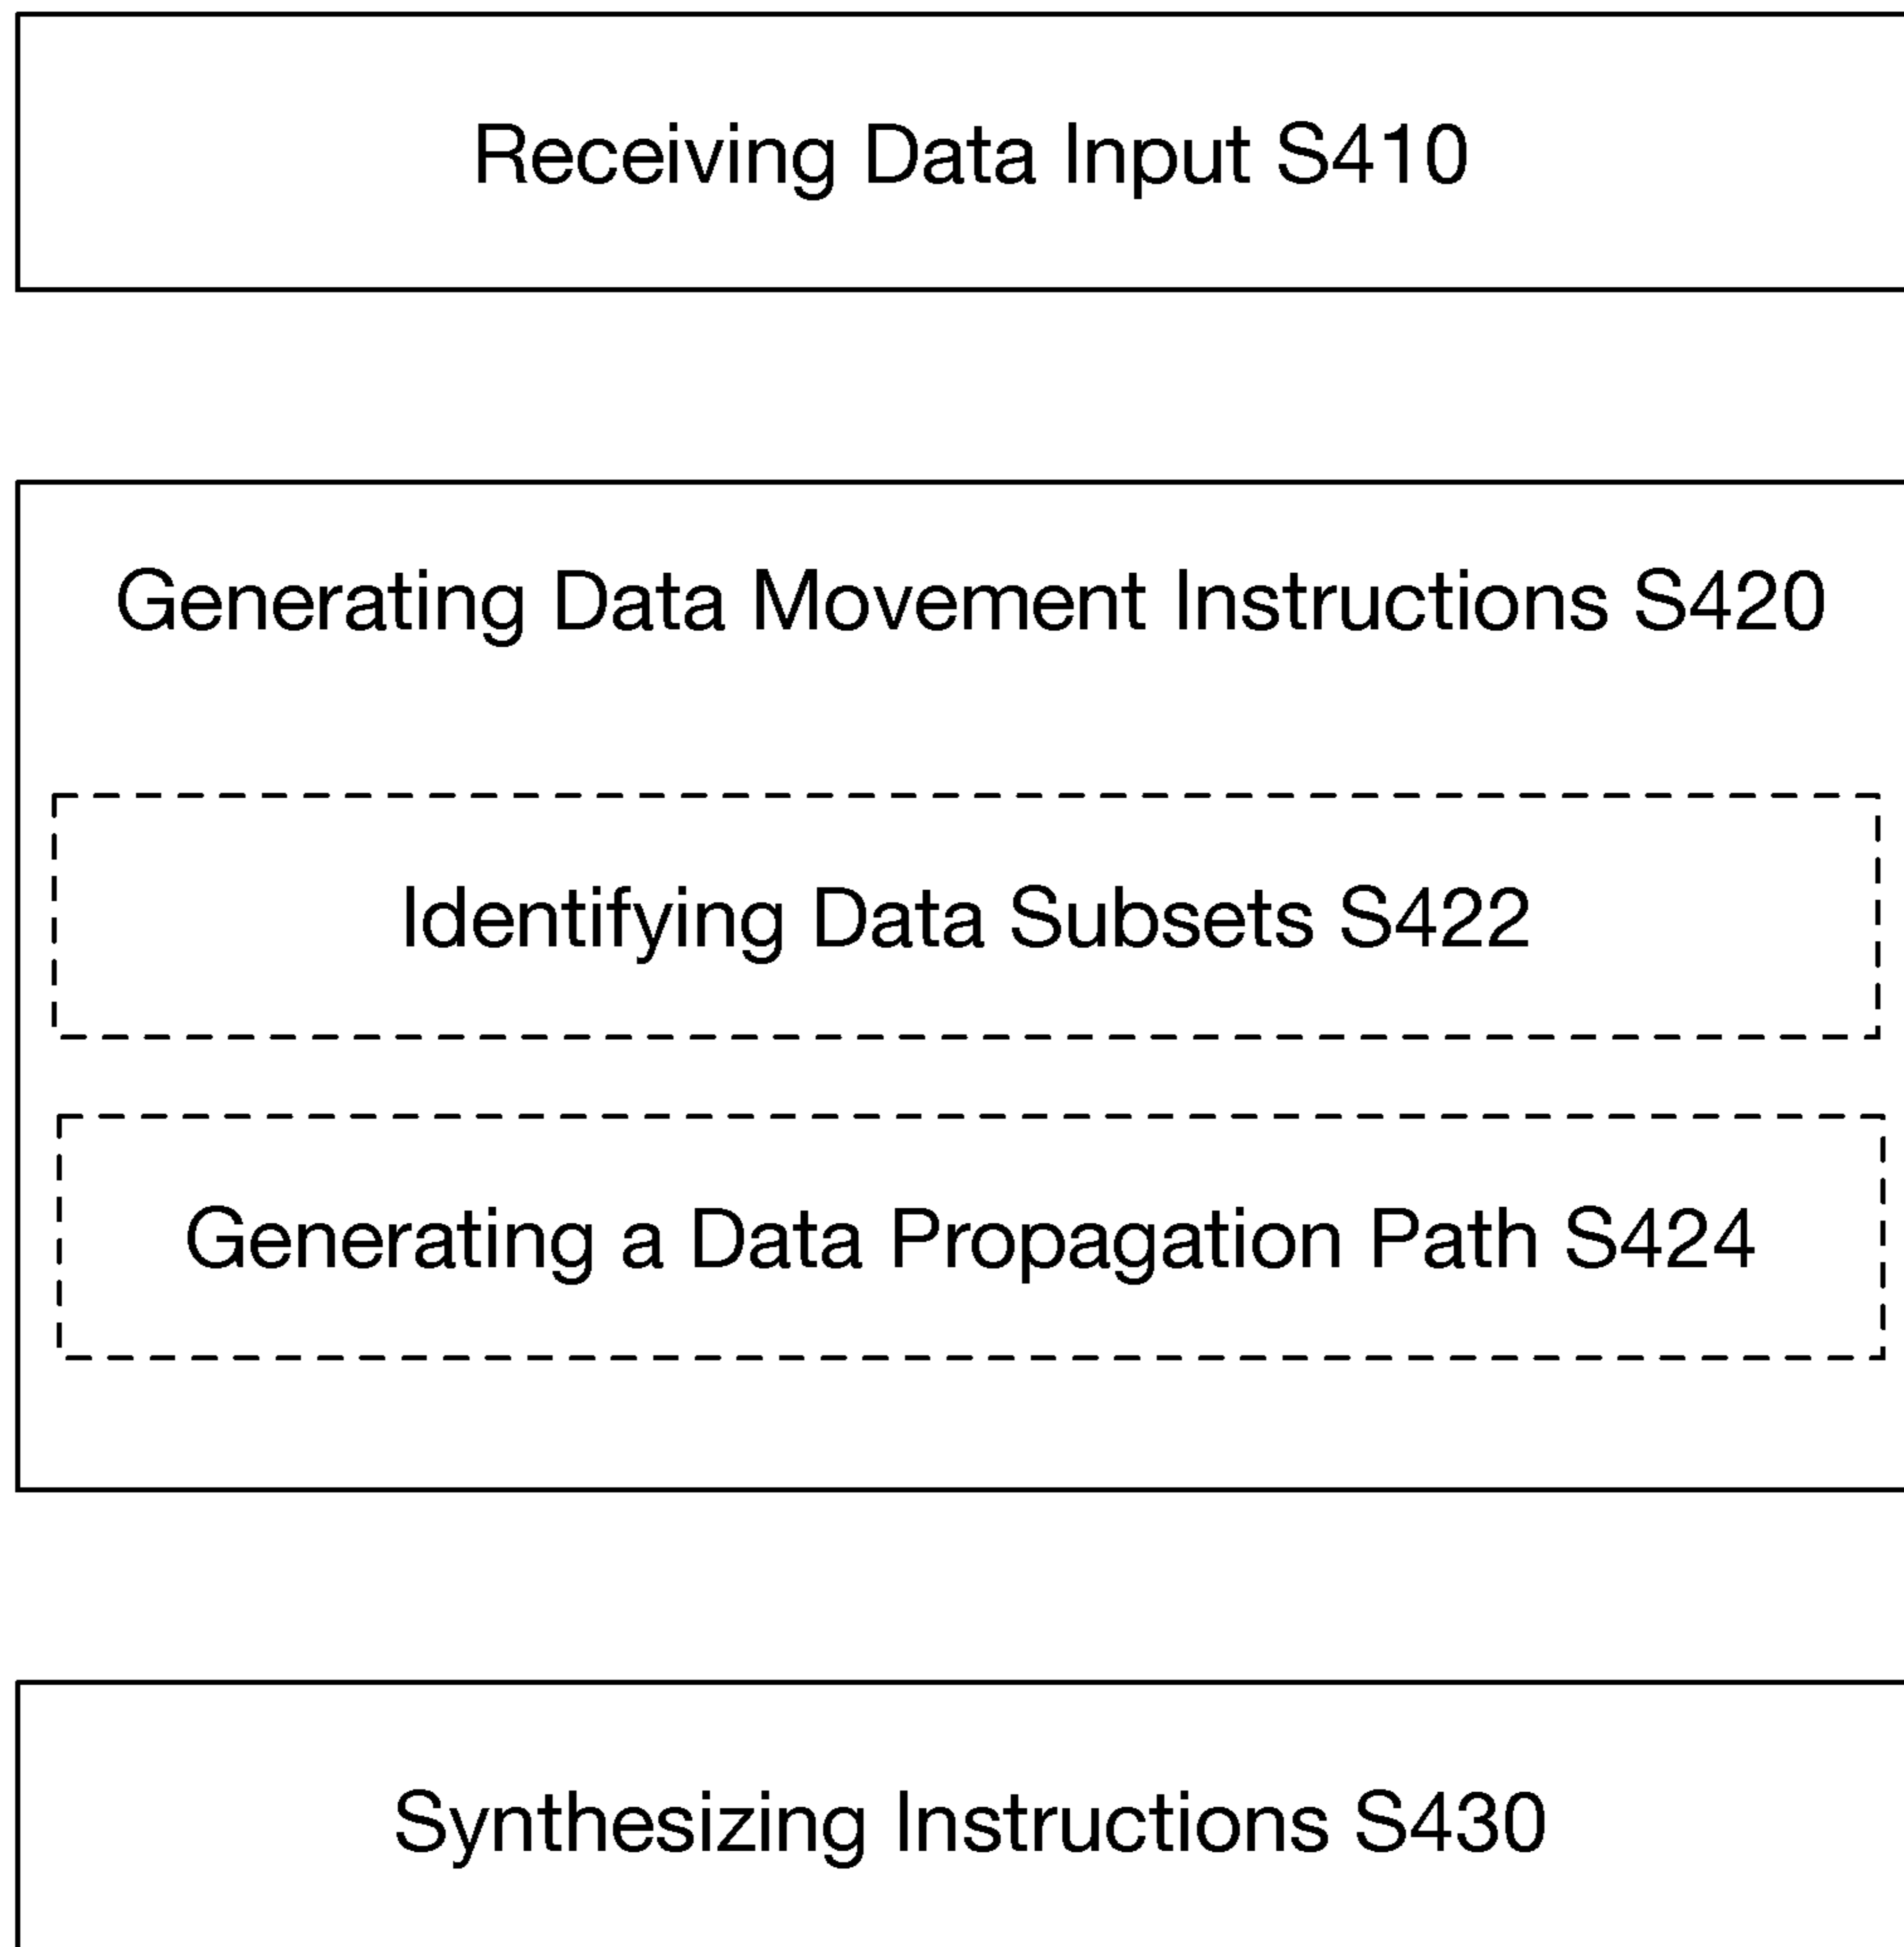 Receiving Data Input S410
Generating Data Movement Instructions S420
Identifying Data Subsets S422
Generating a Data Propagation Path S424
Synthesizing Instructions S430